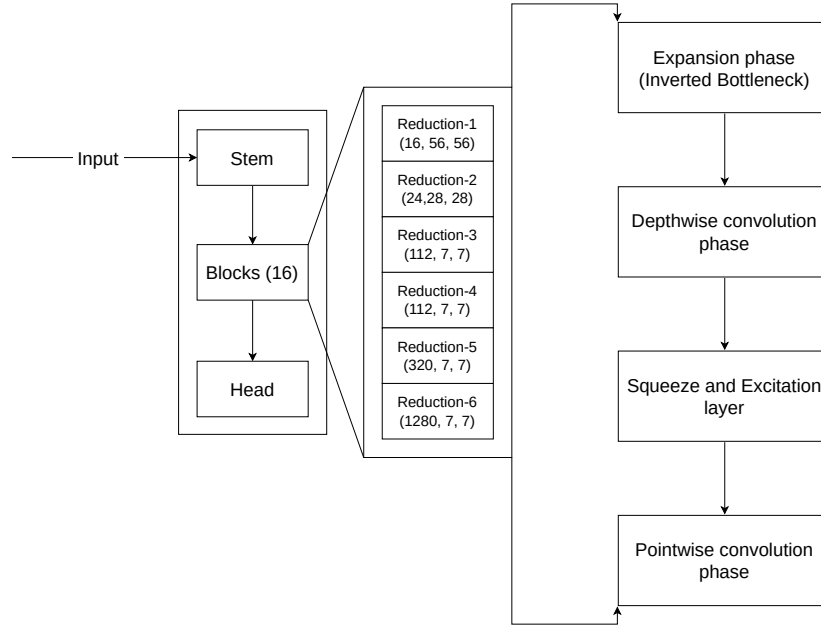 Input
Stem
Blocks (16)
Head
Reduction-1
(16, 56, 56)
Reduction-2
(24,28, 28)
Reduction-3
(112, 7, 7)
Reduction-4
(112, 7, 7)
Reduction-5
(320, 7, 7)
Reduction-6
(1280, 7, 7)
Expansion phase
(Inverted Bottleneck)
Depthwise convolution
phase
Squeeze and Excitation
layer
Pointwise convolution
phase